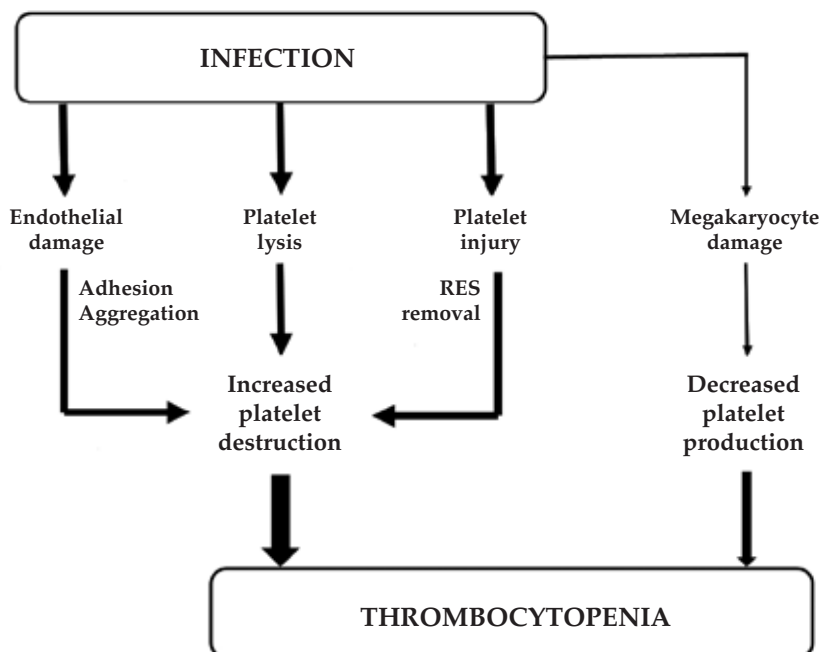 INFECTION
Endothelial
damage
Platelet
lysis
Platelet
injury
Megakaryocyte
damage
Adhesion
Aggregation
RES
removal
Increased
platelet
destruction
Decreased
platelet
production
THROMBOCYTOPENIA